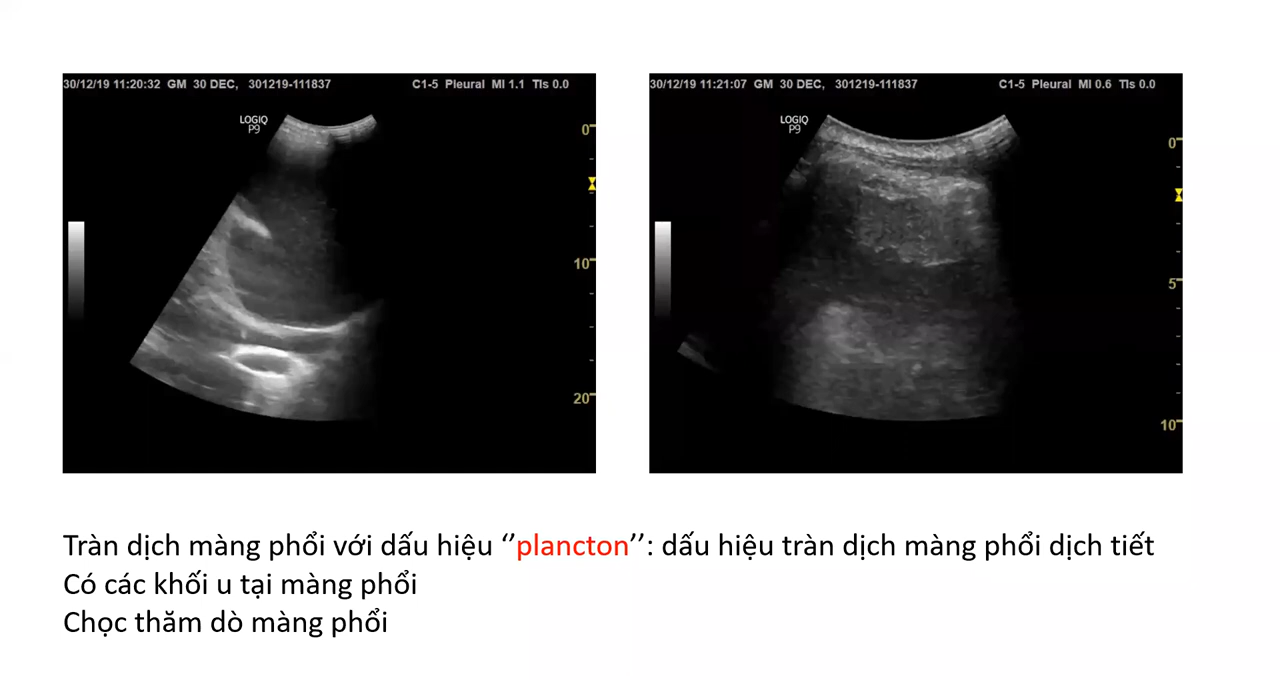 30/12/19 11:20:32 GM 30 DEC, 301219-111837 C1-5 Pleural MI 1.1 TIs 0.0
LOGIQ
P9
0
10
20
30/12/19 11:21:07 GM 30 DEC, 301219-111837 C1-5 Pleural MI 0.6 TIs 0.0
LOGIQ
P9
0
5
10
Tràn dịch màng phổi với dấu hiệu ‘’plancton’’: dấu hiệu tràn dịch màng phổi dịch tiết
Có các khối u tại màng phổi
Chọc thăm dò màng phổi